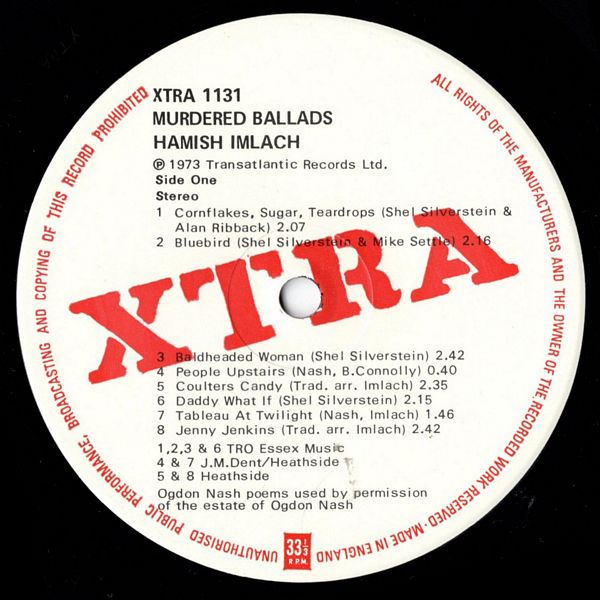 XTRA 1131
MURDERED BALLADS
HAMISH IMLACH
℗ 1973 Transatlantic Records Ltd.
Side One
Stereo
1 Cornflakes, Sugar, Teardrops (Shel Silverstein &
Alan Ribback) 2.07
2 Bluebird (Shel Silverstein & Mike Settle) 2.16
XTRA
3 Baldheaded Woman (Shel Silverstein) 2.42
4 People Upstairs (Nash, B.Connolly) 0.40
5 Coulters Candy (Trad. arr. Imlach) 2.35
6 Daddy What If (Shel Silverstein) 2.15
7 Tableau At Twilight (Nash, Imlach) 1.46
8 Jenny Jenkins (Trad. arr. Imlach) 2.42
1,2,3 & 6 TRO Essex Music
4 & 7 J.M.Dent/Heathside
5 & 8 Heathside
Ogdon Nash poems used by permission
of the estate of Ogdon Nash
33⅓
R.P.M.
ALL RIGHTS OF THE MANUFACTURERS AND THE OWNER OF THE RECORDED WORK RESERVED·MADE IN ENGLAND
UNAUTHORISED PUBLIC PERFORMANCE, BROADCASTING AND COPYING OF THIS RECORD PROHIBITED